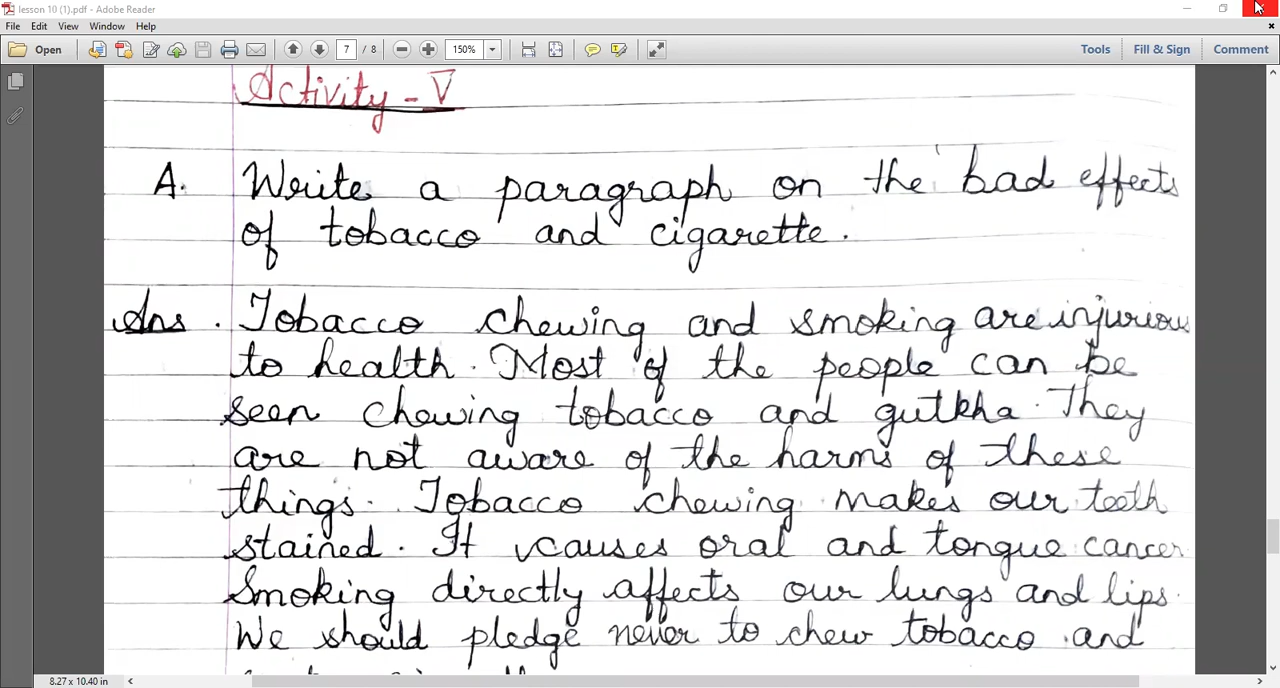 lesson 10 (1).pdf - Adobe Reader
File Edit View Window Help
Open 7 / 8 150% Tools Fill & Sign Comment
Activity - V
A. Write a paragraph on the bad effects
of tobacco and cigarette.
Ans. Tobacco chewing and smoking are injurious
to health. Most of the people can be
seen chewing tobacco and gutkha. They
are not aware of the harms of these
things. Tobacco chewing makes our teeth
stained. It causes oral and tongue cancer
Smoking directly affects our lungs and lips.
We should pledge never to chew tobacco and
8.27 x 10.40 in